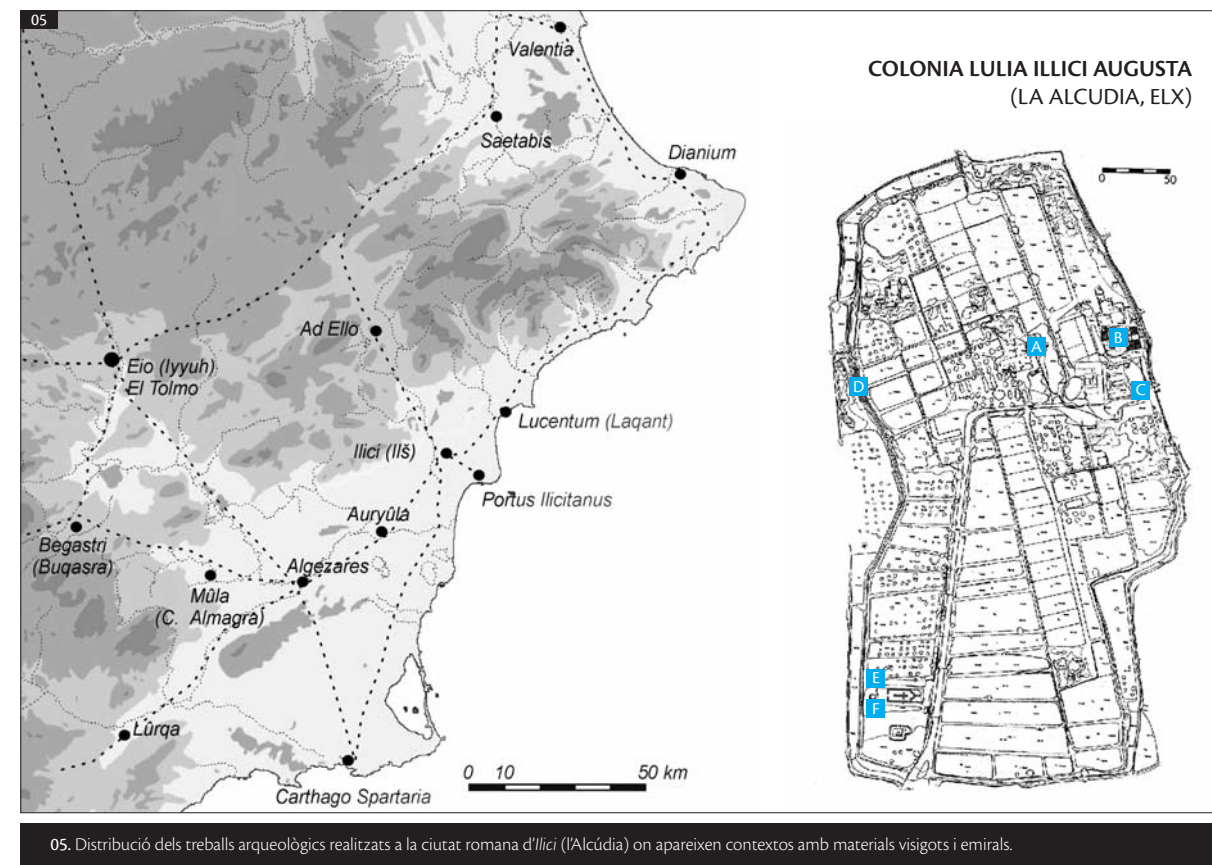 05
Valentia
Saetabis
Dianium
Ad Ello
Eio (Iyyuh)
El Tolmo
Lucentum (Laqant)
Ilici (Ilš)
Portus Ilicitanus
Auryûla
Begastri
(Buqaṣra)
Algezares
Mûla
(C. Almagra)
Lûrqa
Carthago Spartaria
0 10 50 km
COLONIA LULIA ILLICI AUGUSTA
(LA ALCUDIA, ELX)
0 50
A
B
C
D
E
F
05. Distribució dels treballs arqueològics realitzats a la ciutat romana d'Ilici (l'Alcúdia) on apareixen contextos amb materials visigots i emirals.